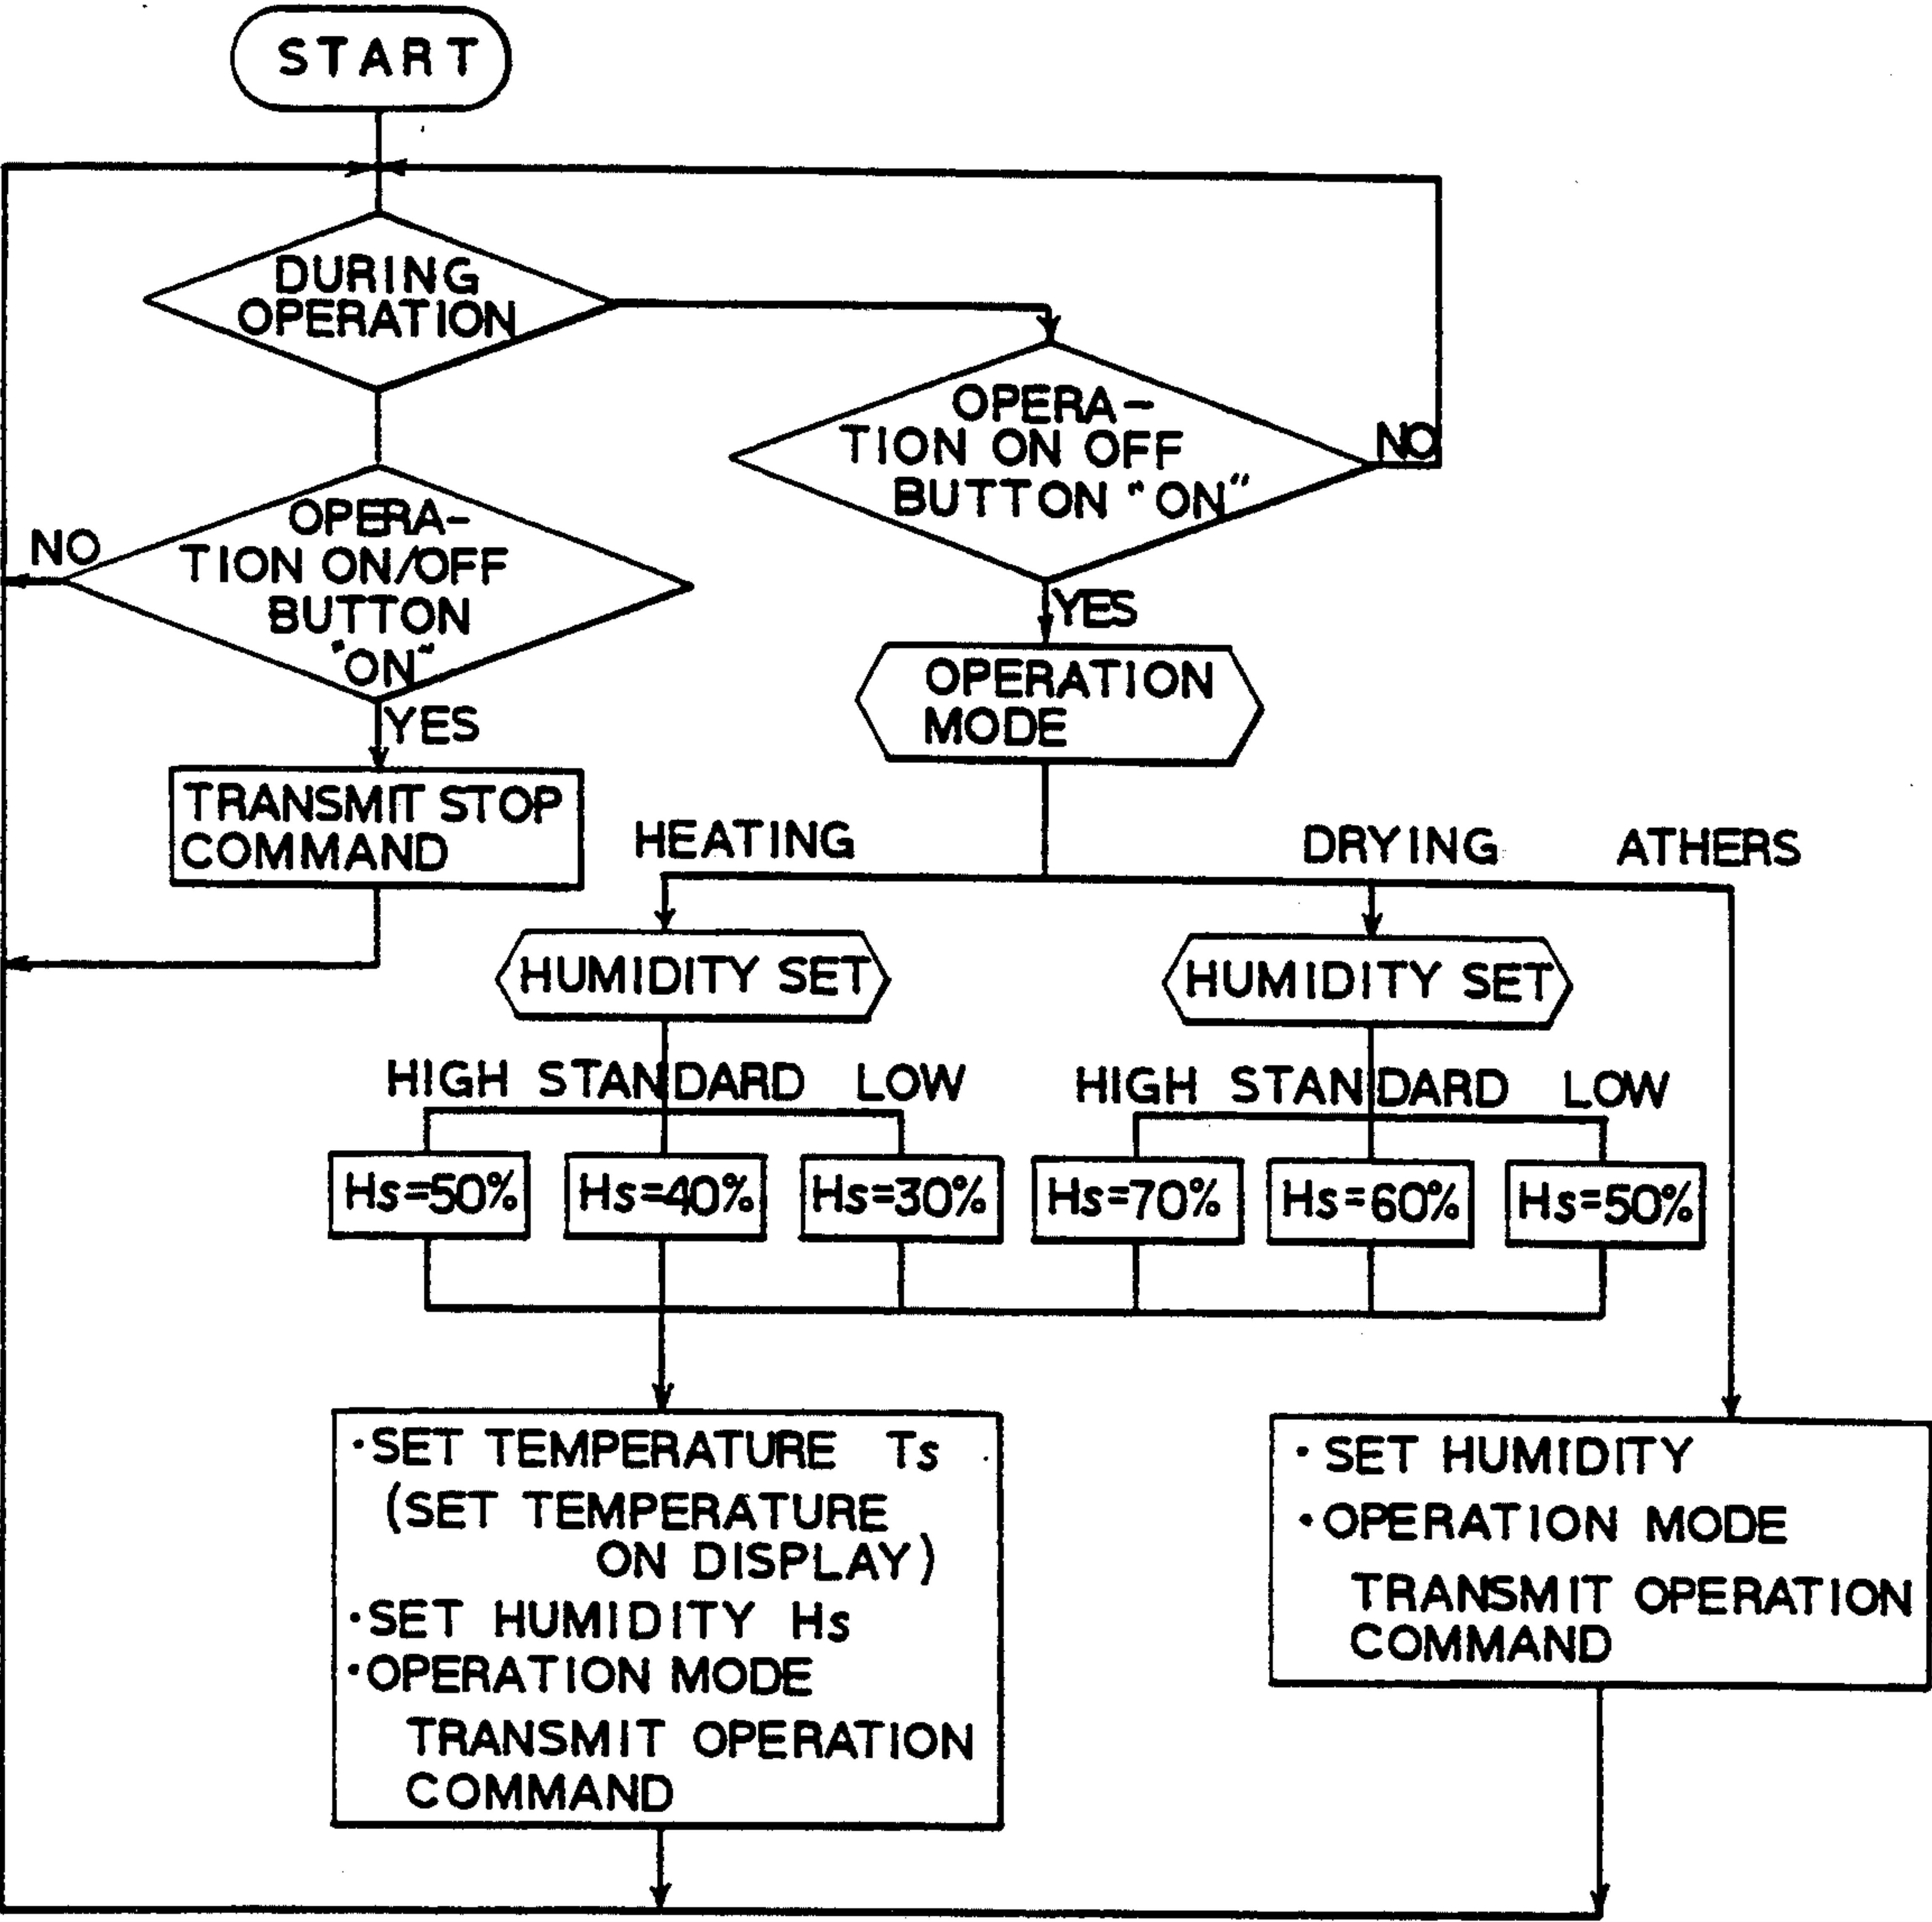 START
DURING
OPERATION
OPERA-
TION ON OFF
BUTTON "ON"
NO
OPERA-
TION ON/OFF
BUTTON
"ON"
NO
YES
YES
OPERATION
MODE
TRANSMIT STOP
COMMAND
HEATING
DRYING
ATHERS
HUMIDITY SET
HUMIDITY SET
HIGH STANDARD LOW
HIGH STANDARD LOW
Hs=50%
Hs=40%
Hs=30%
Hs=70%
Hs=60%
Hs=50%
·SET TEMPERATURE Ts
(SET TEMPERATURE
ON DISPLAY)
·SET HUMIDITY Hs
·OPERATION MODE
TRANSMIT OPERATION
COMMAND
·SET HUMIDITY
·OPERATION MODE
TRANSMIT OPERATION
COMMAND